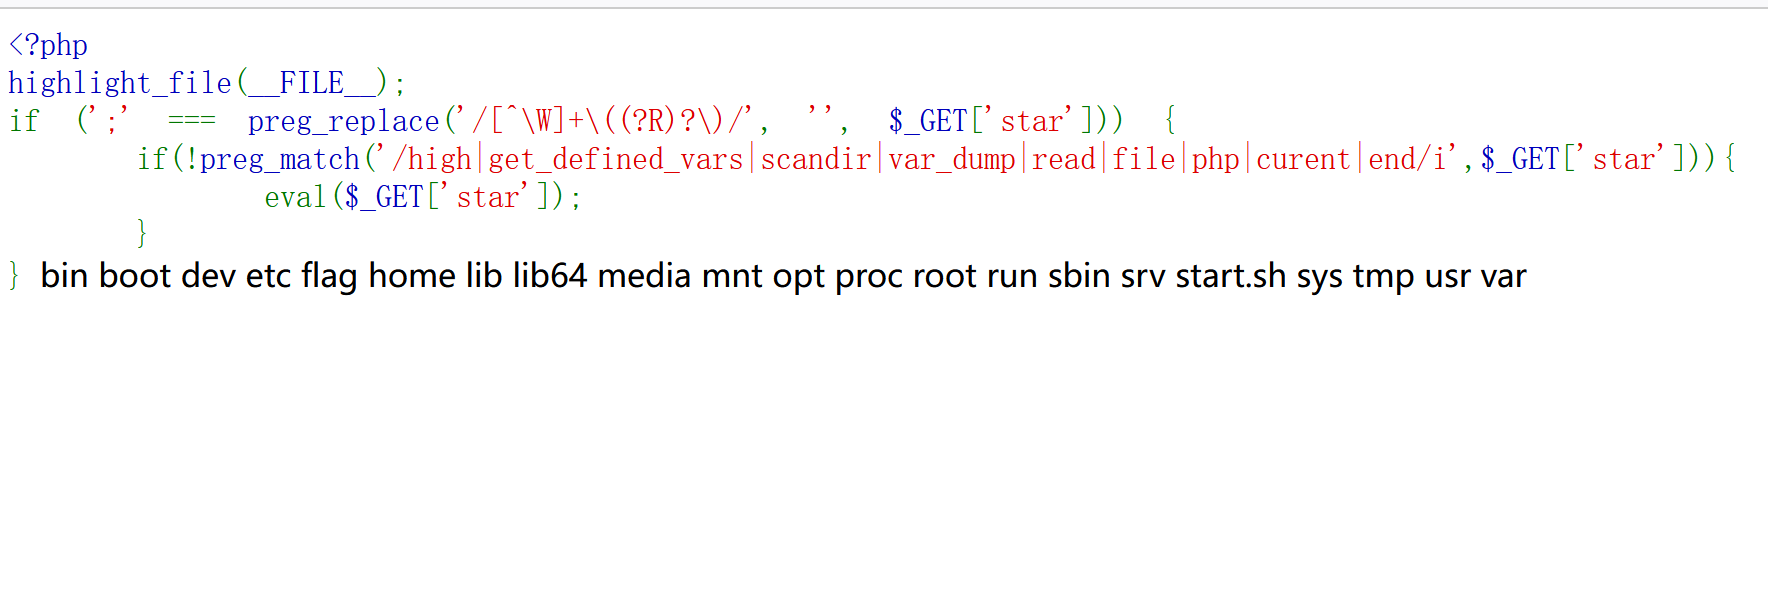 <?php
highlight_file(__FILE__);
if (';' === preg_replace('/[^\W]+\((?R)?\)/', '', $_GET['star'])) {
if(!preg_match('/high|get_defined_vars|scandir|var_dump|read|file|php|curent|end/i',$_GET['star'])){
eval($_GET['star']);
}
} bin boot dev etc flag home lib lib64 media mnt opt proc root run sbin srv start.sh sys tmp usr var